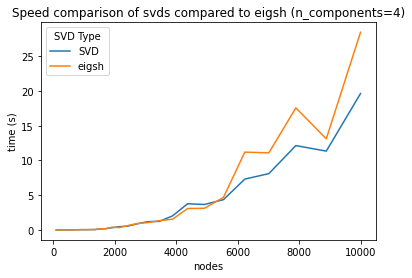 Speed comparison of svds compared to eigsh (n_components=4)
SVD Type
SVD
eigsh
time (s)
25
20
15
10
5
0
0
2000
4000
6000
8000
10000
nodes